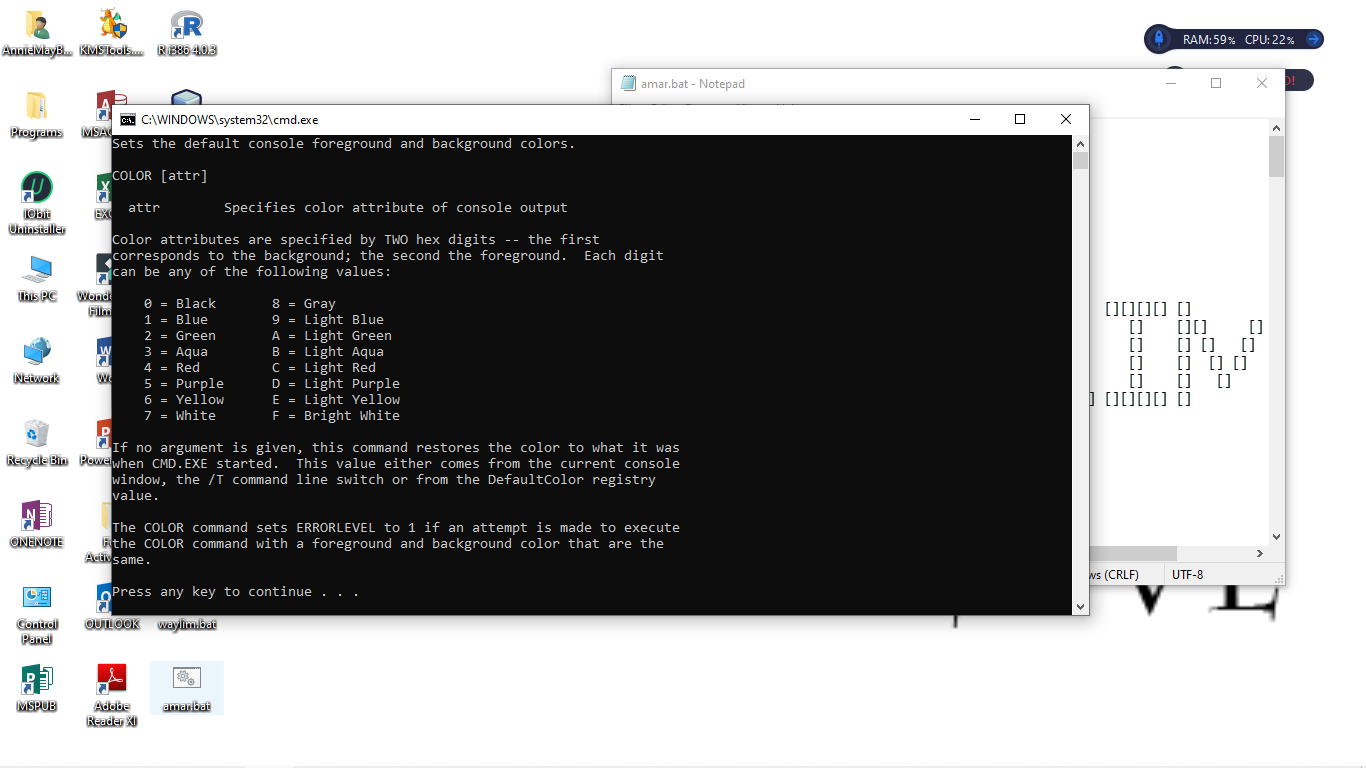 AnnieMayB...
KMSTools....
R i386 4.0.3
RAM:59% CPU:22%
amar.bat - Notepad
Programs
C:\WINDOWS\system32\cmd.exe
Sets the default console foreground and background colors.
COLOR [attr]
attr Specifies color attribute of console output
Color attributes are specified by TWO hex digits -- the first
corresponds to the background; the second the foreground. Each digit
can be any of the following values:
0 = Black 8 = Gray
1 = Blue 9 = Light Blue
2 = Green A = Light Green
3 = Aqua B = Light Aqua
4 = Red C = Light Red
5 = Purple D = Light Purple
6 = Yellow E = Light Yellow
7 = White F = Bright White
If no argument is given, this command restores the color to what it was
when CMD.EXE started. This value either comes from the current console
window, the /T command line switch or from the DefaultColor registry
value.
The COLOR command sets ERRORLEVEL to 1 if an attempt is made to execute
the COLOR command with a foreground and background color that are the
same.
Press any key to continue . . .
[][][][] []
[] [][] []
[] [] [] []
[] [] [] []
[] [] []
] [][][][] []
ws (CRLF)
UTF-8
IObit
Uninstaller
This PC
Network
Recycle Bin
ONENOTE
Control
Panel
OUTLOOK
waylim.bat
MSPUB
Adobe
Reader XI
amar.bat